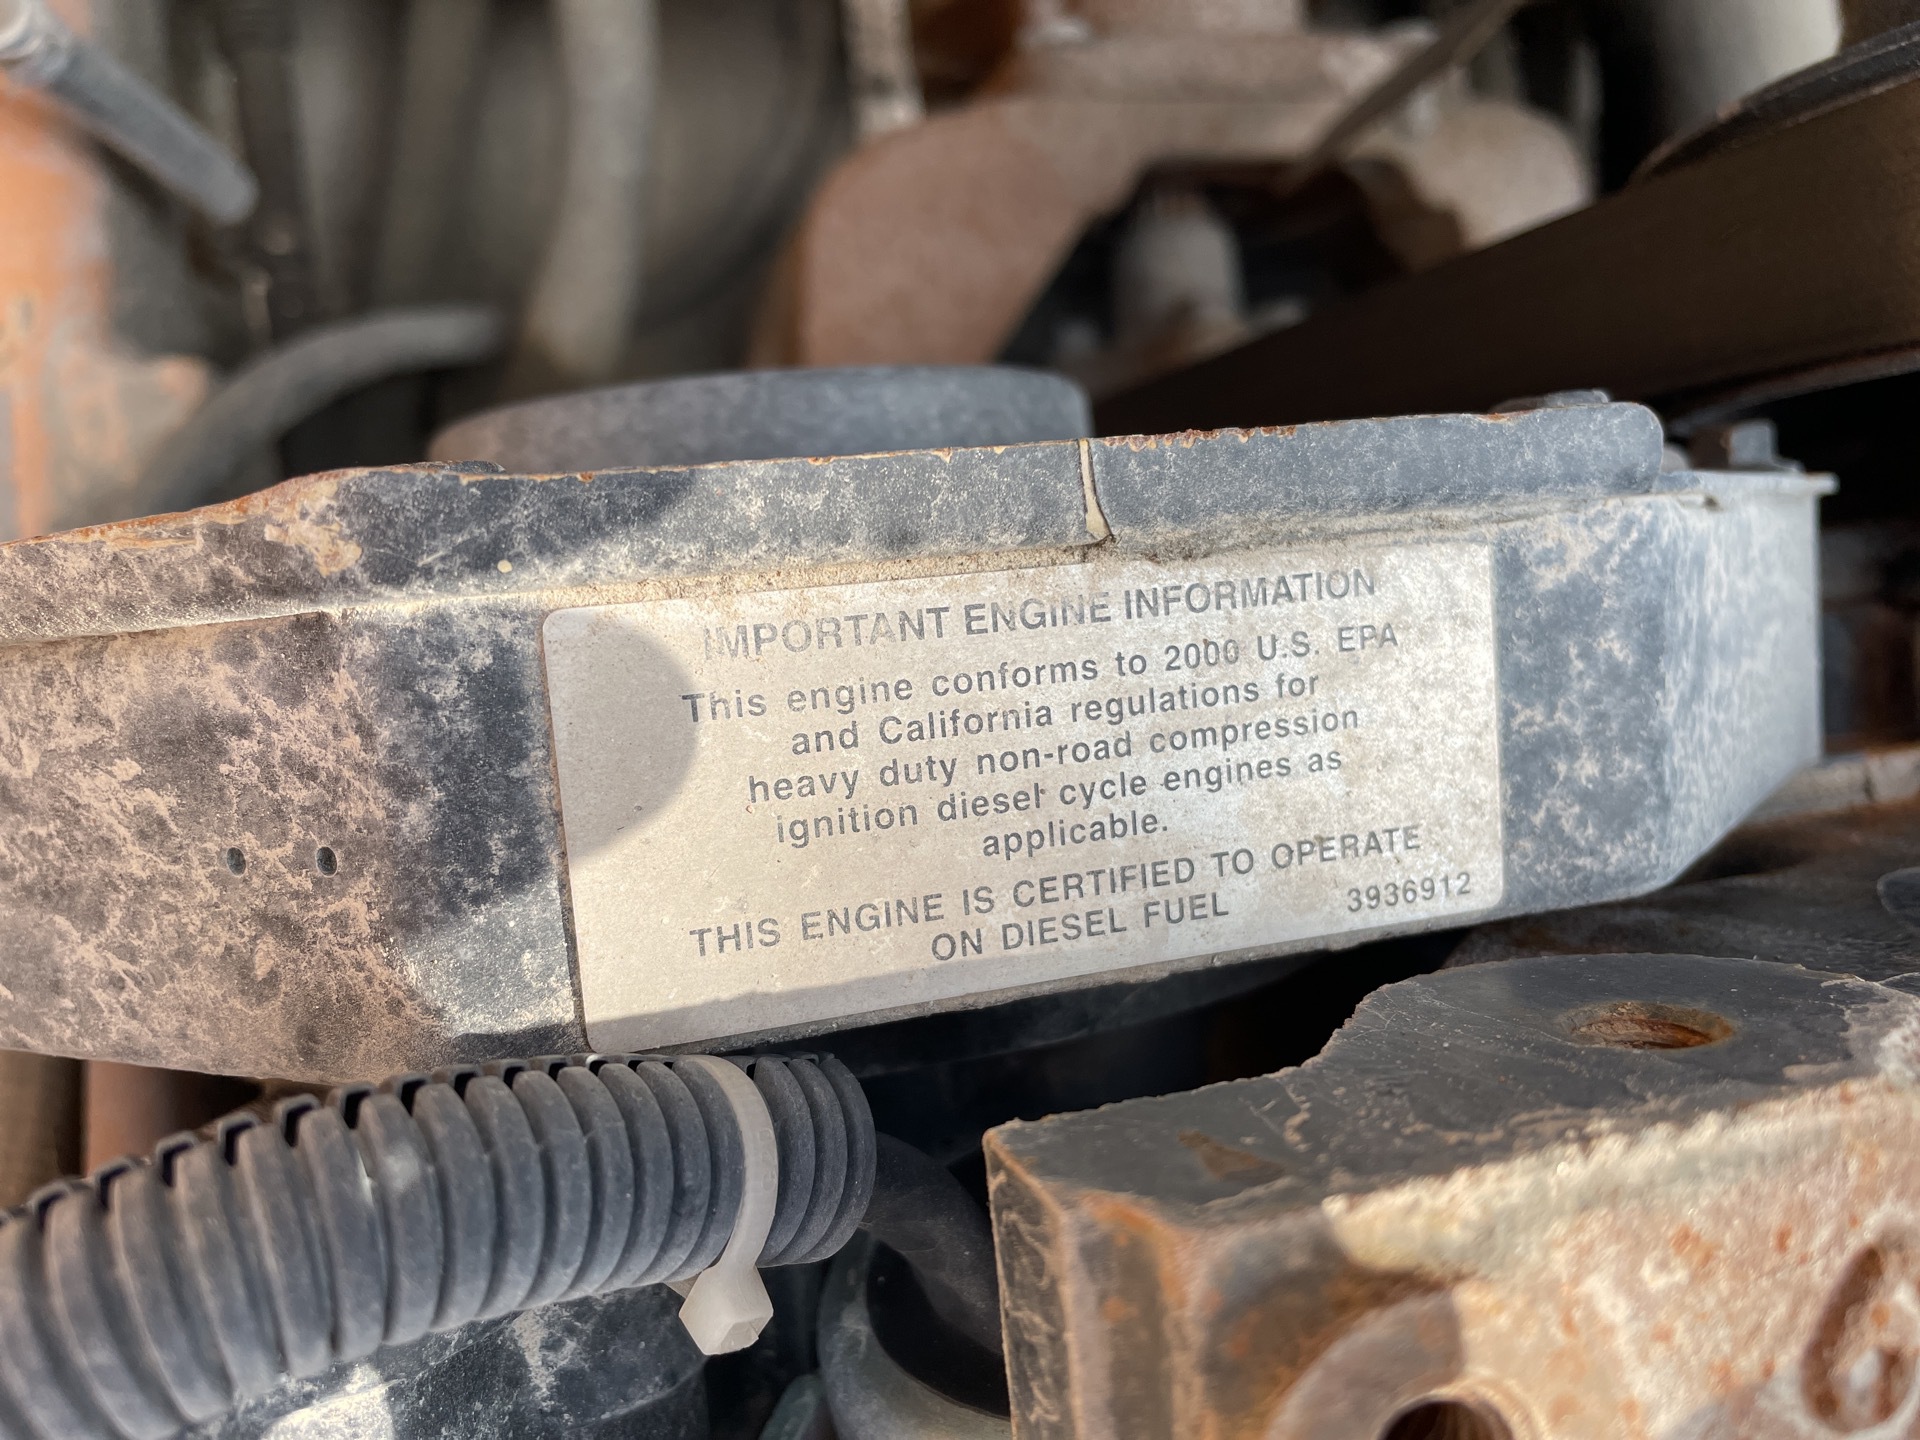 IMPORTANT ENGINE INFORMATION
This engine conforms to 2000 U.S. EPA
and California regulations for
heavy duty non-road compression
ignition diesel cycle engines as
applicable.
THIS ENGINE IS CERTIFIED TO OPERATE
ON DIESEL FUEL 3936912